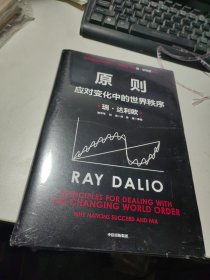 原则
应对变化中的世界秩序
瑞·达利欧
RAY DALIO
PRINCIPLES FOR DEALING WITH
THE CHANGING WORLD ORDER
WHY NATIONS SUCCEED AND FAIL
中信出版集团